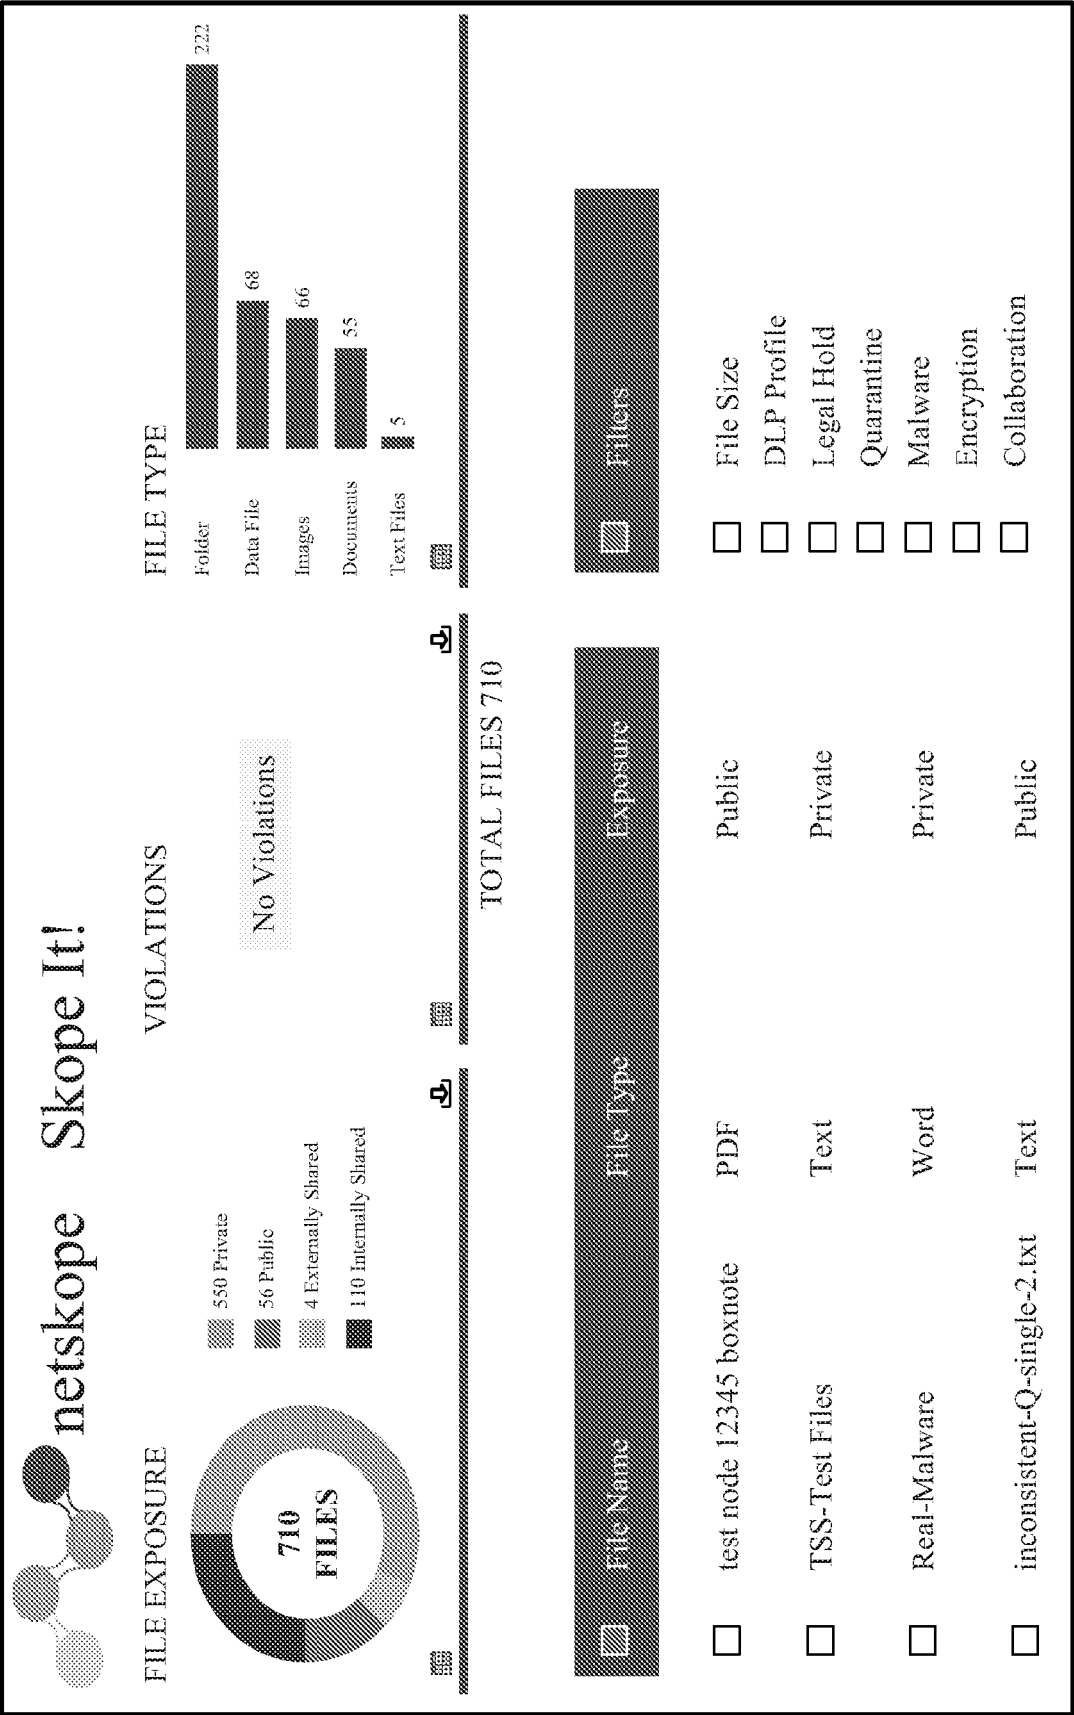 netskope Skope It!
FILE EXPOSURE
710
FILES
550 Private
56 Public
4 Externally Shared
110 Internally Shared
VIOLATIONS
No Violations
FILE TYPE
Folder 222
Data File 68
Images 66
Documents 55
Text Files 5
TOTAL FILES 710
File Name File Type Exposure
test node 12345 boxnote PDF Public
TSS-Test Files Text Private
Real-Malware Word Private
inconsistent-Q-single-2.txt Text Public
Filters
File Size
DLP Profile
Legal Hold
Quarantine
Malware
Encryption
Collaboration